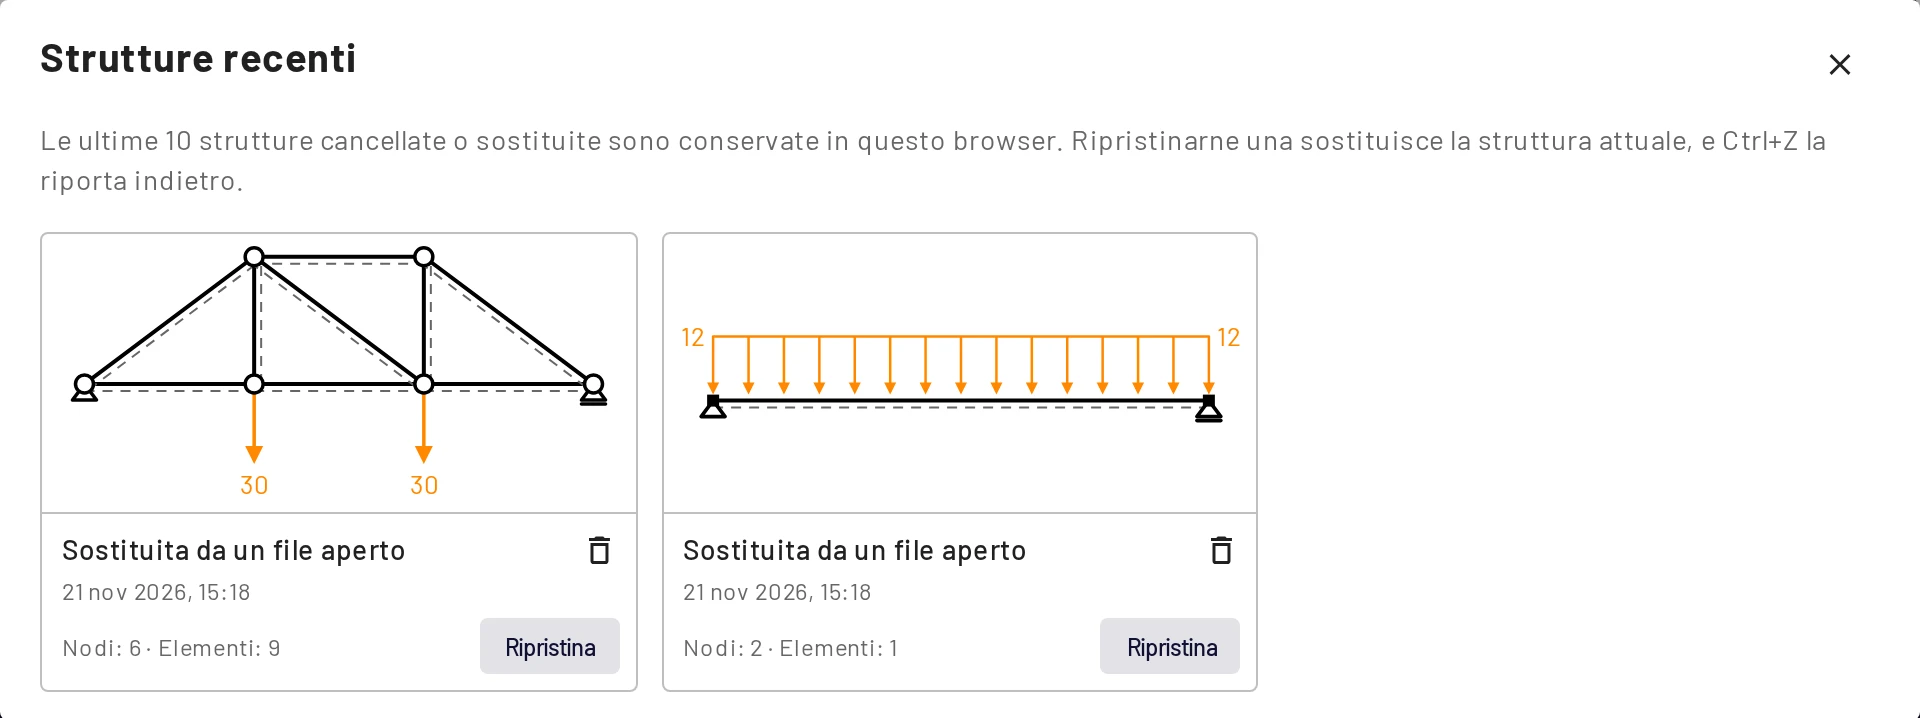 Strutture recenti
Le ultime 10 strutture cancellate o sostituite sono conservate in questo browser. Ripristinarne una sostituisce la struttura attuale, e Ctrl+Z la
riporta indietro.
30 30
Sostituita da un file aperto
21 nov 2026, 15:18
Nodi: 6 · Elementi: 9
Ripristina
12 12
Sostituita da un file aperto
21 nov 2026, 15:18
Nodi: 2 · Elementi: 1
Ripristina